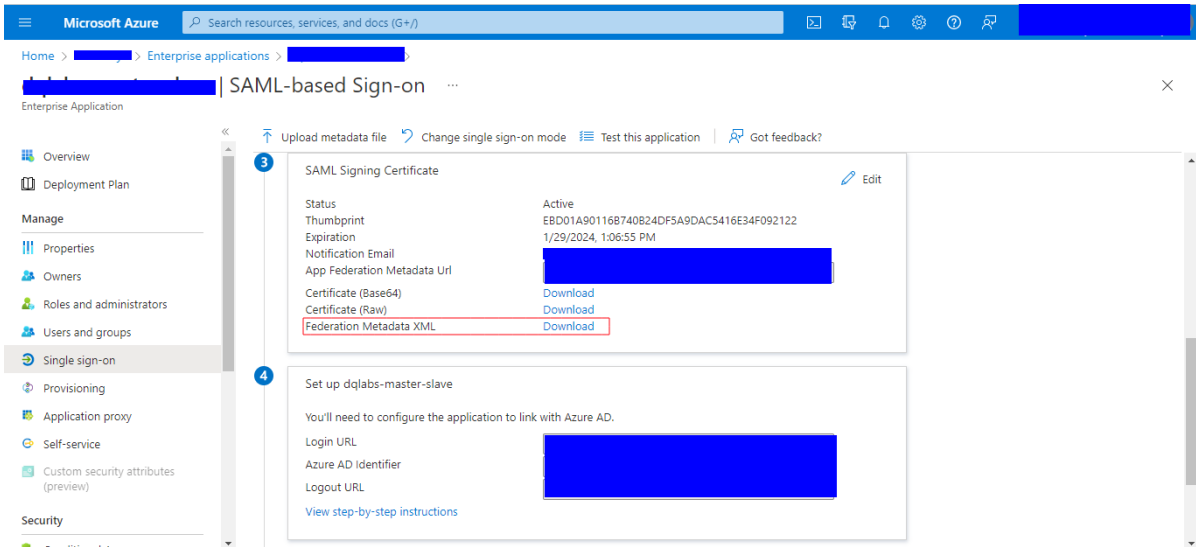 Microsoft Azure
Search resources, services, and docs (G+/)
Home > > Enterprise applications > >
| SAML-based Sign-on ...
Enterprise Application
Upload metadata file Change single sign-on mode Test this application Got feedback?
Overview
Deployment Plan
Manage
Properties
Owners
Roles and administrators
Users and groups
Single sign-on
Provisioning
Application proxy
Self-service
Custom security attributes
(preview)
Security
3
SAML Signing Certificate
Edit
Status Active
Thumbprint EBD01A90116B740B24DF5A9DAC5416E34F092122
Expiration 1/29/2024, 1:06:55 PM
Notification Email
App Federation Metadata Url
Certificate (Base64) Download
Certificate (Raw) Download
Federation Metadata XML Download
4
Set up dqlabs-master-slave
You'll need to configure the application to link with Azure AD.
Login URL
Azure AD Identifier
Logout URL
View step-by-step instructions